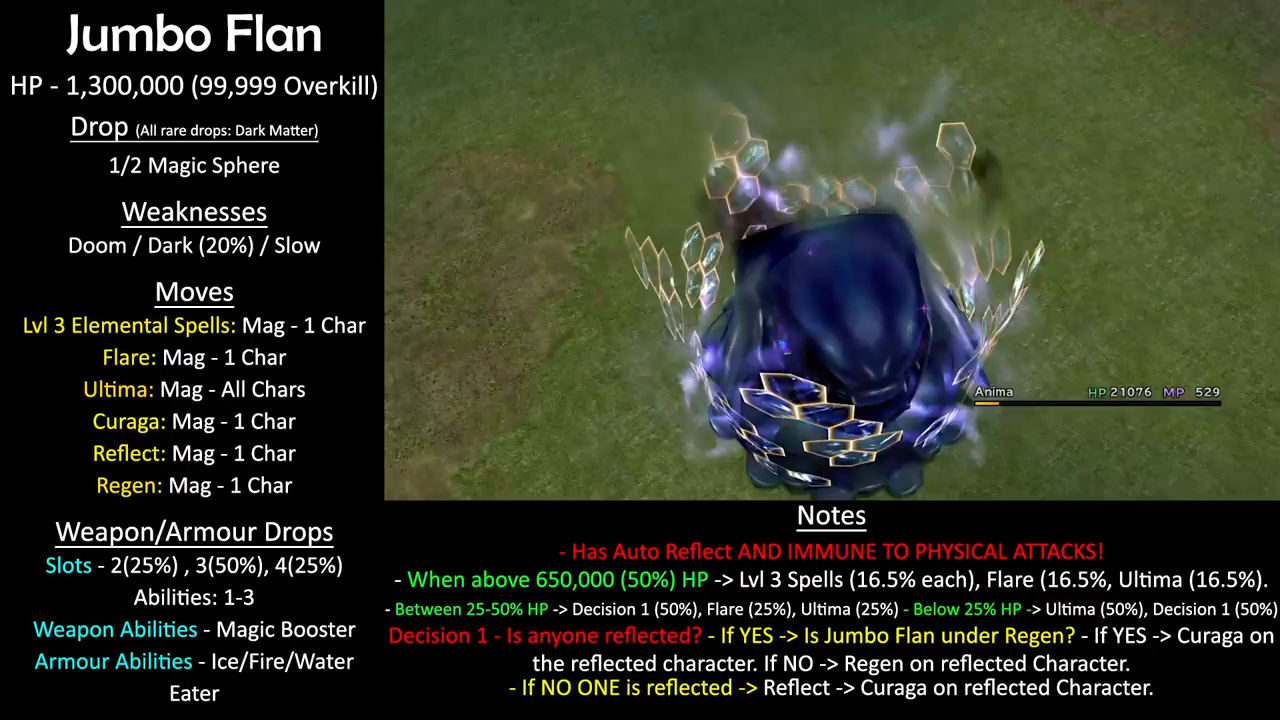 Jumbo Flan
HP - 1,300,000 (99,999 Overkill)
Drop (All rare drops: Dark Matter)
1/2 Magic Sphere
Weaknesses
Doom / Dark (20%) / Slow
Moves
Lvl 3 Elemental Spells: Mag - 1 Char
Flare: Mag - 1 Char
Ultima: Mag - All Chars
Curaga: Mag - 1 Char
Reflect: Mag - 1 Char
Regen: Mag - 1 Char
Weapon/Armour Drops
Slots - 2(25%) , 3(50%), 4(25%)
Abilities: 1-3
Weapon Abilities - Magic Booster
Armour Abilities - Ice/Fire/Water
Eater
Anima HP 21076 MP 529
Notes
- Has Auto Reflect AND IMMUNE TO PHYSICAL ATTACKS!
- When above 650,000 (50%) HP -> Lvl 3 Spells (16.5% each), Flare (16.5%, Ultima (16.5%).
- Between 25-50% HP -> Decision 1 (50%), Flare (25%), Ultima (25%) - Below 25% HP -> Ultima (50%), Decision 1 (50%)
Decision 1 - Is anyone reflected? - If YES -> Is Jumbo Flan under Regen? - If YES -> Curaga on
the reflected character. If NO -> Regen on reflected Character.
- If NO ONE is reflected -> Reflect -> Curaga on reflected Character.